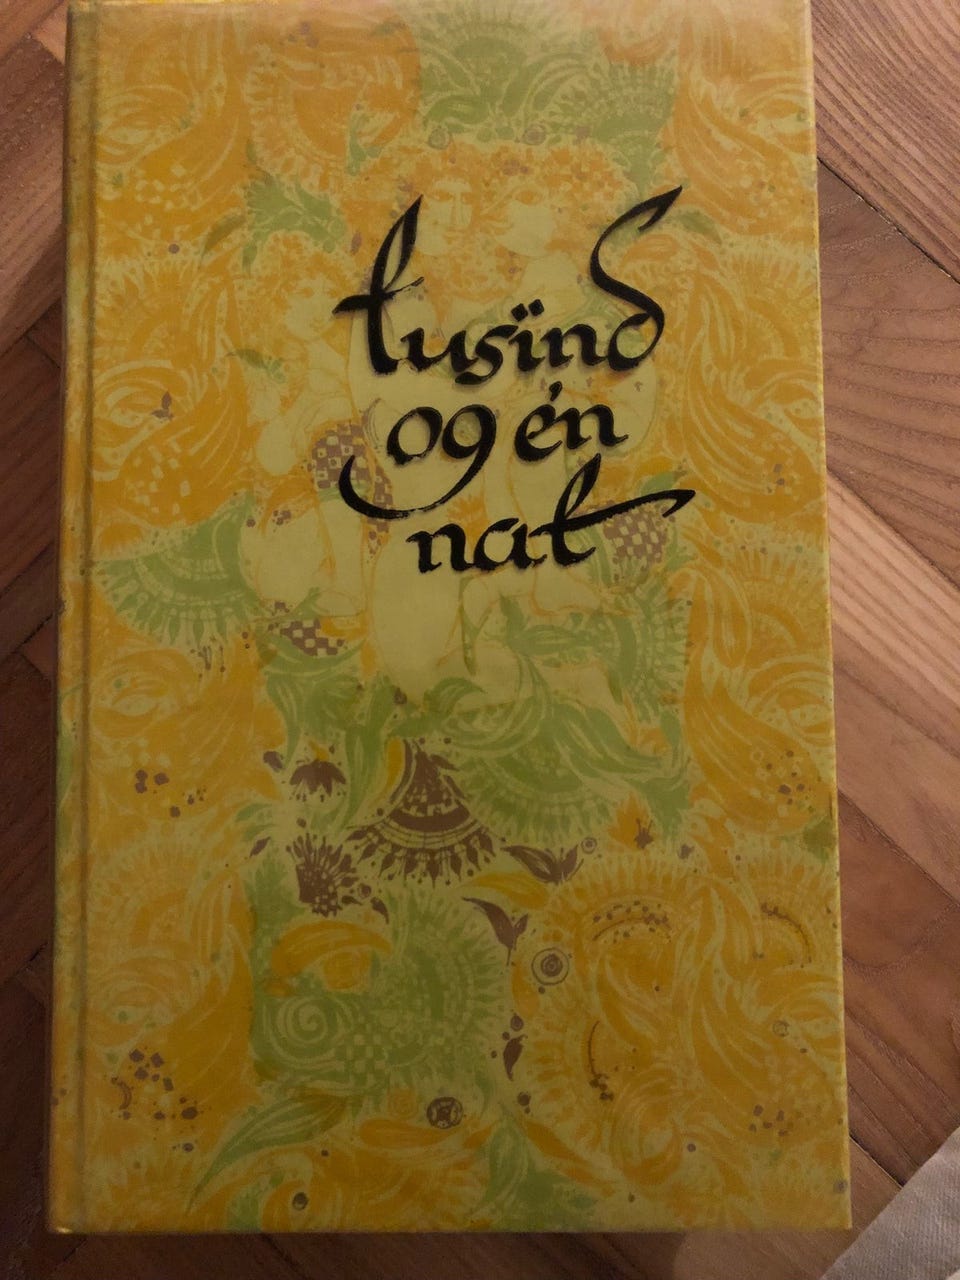 tusind
og én
nat